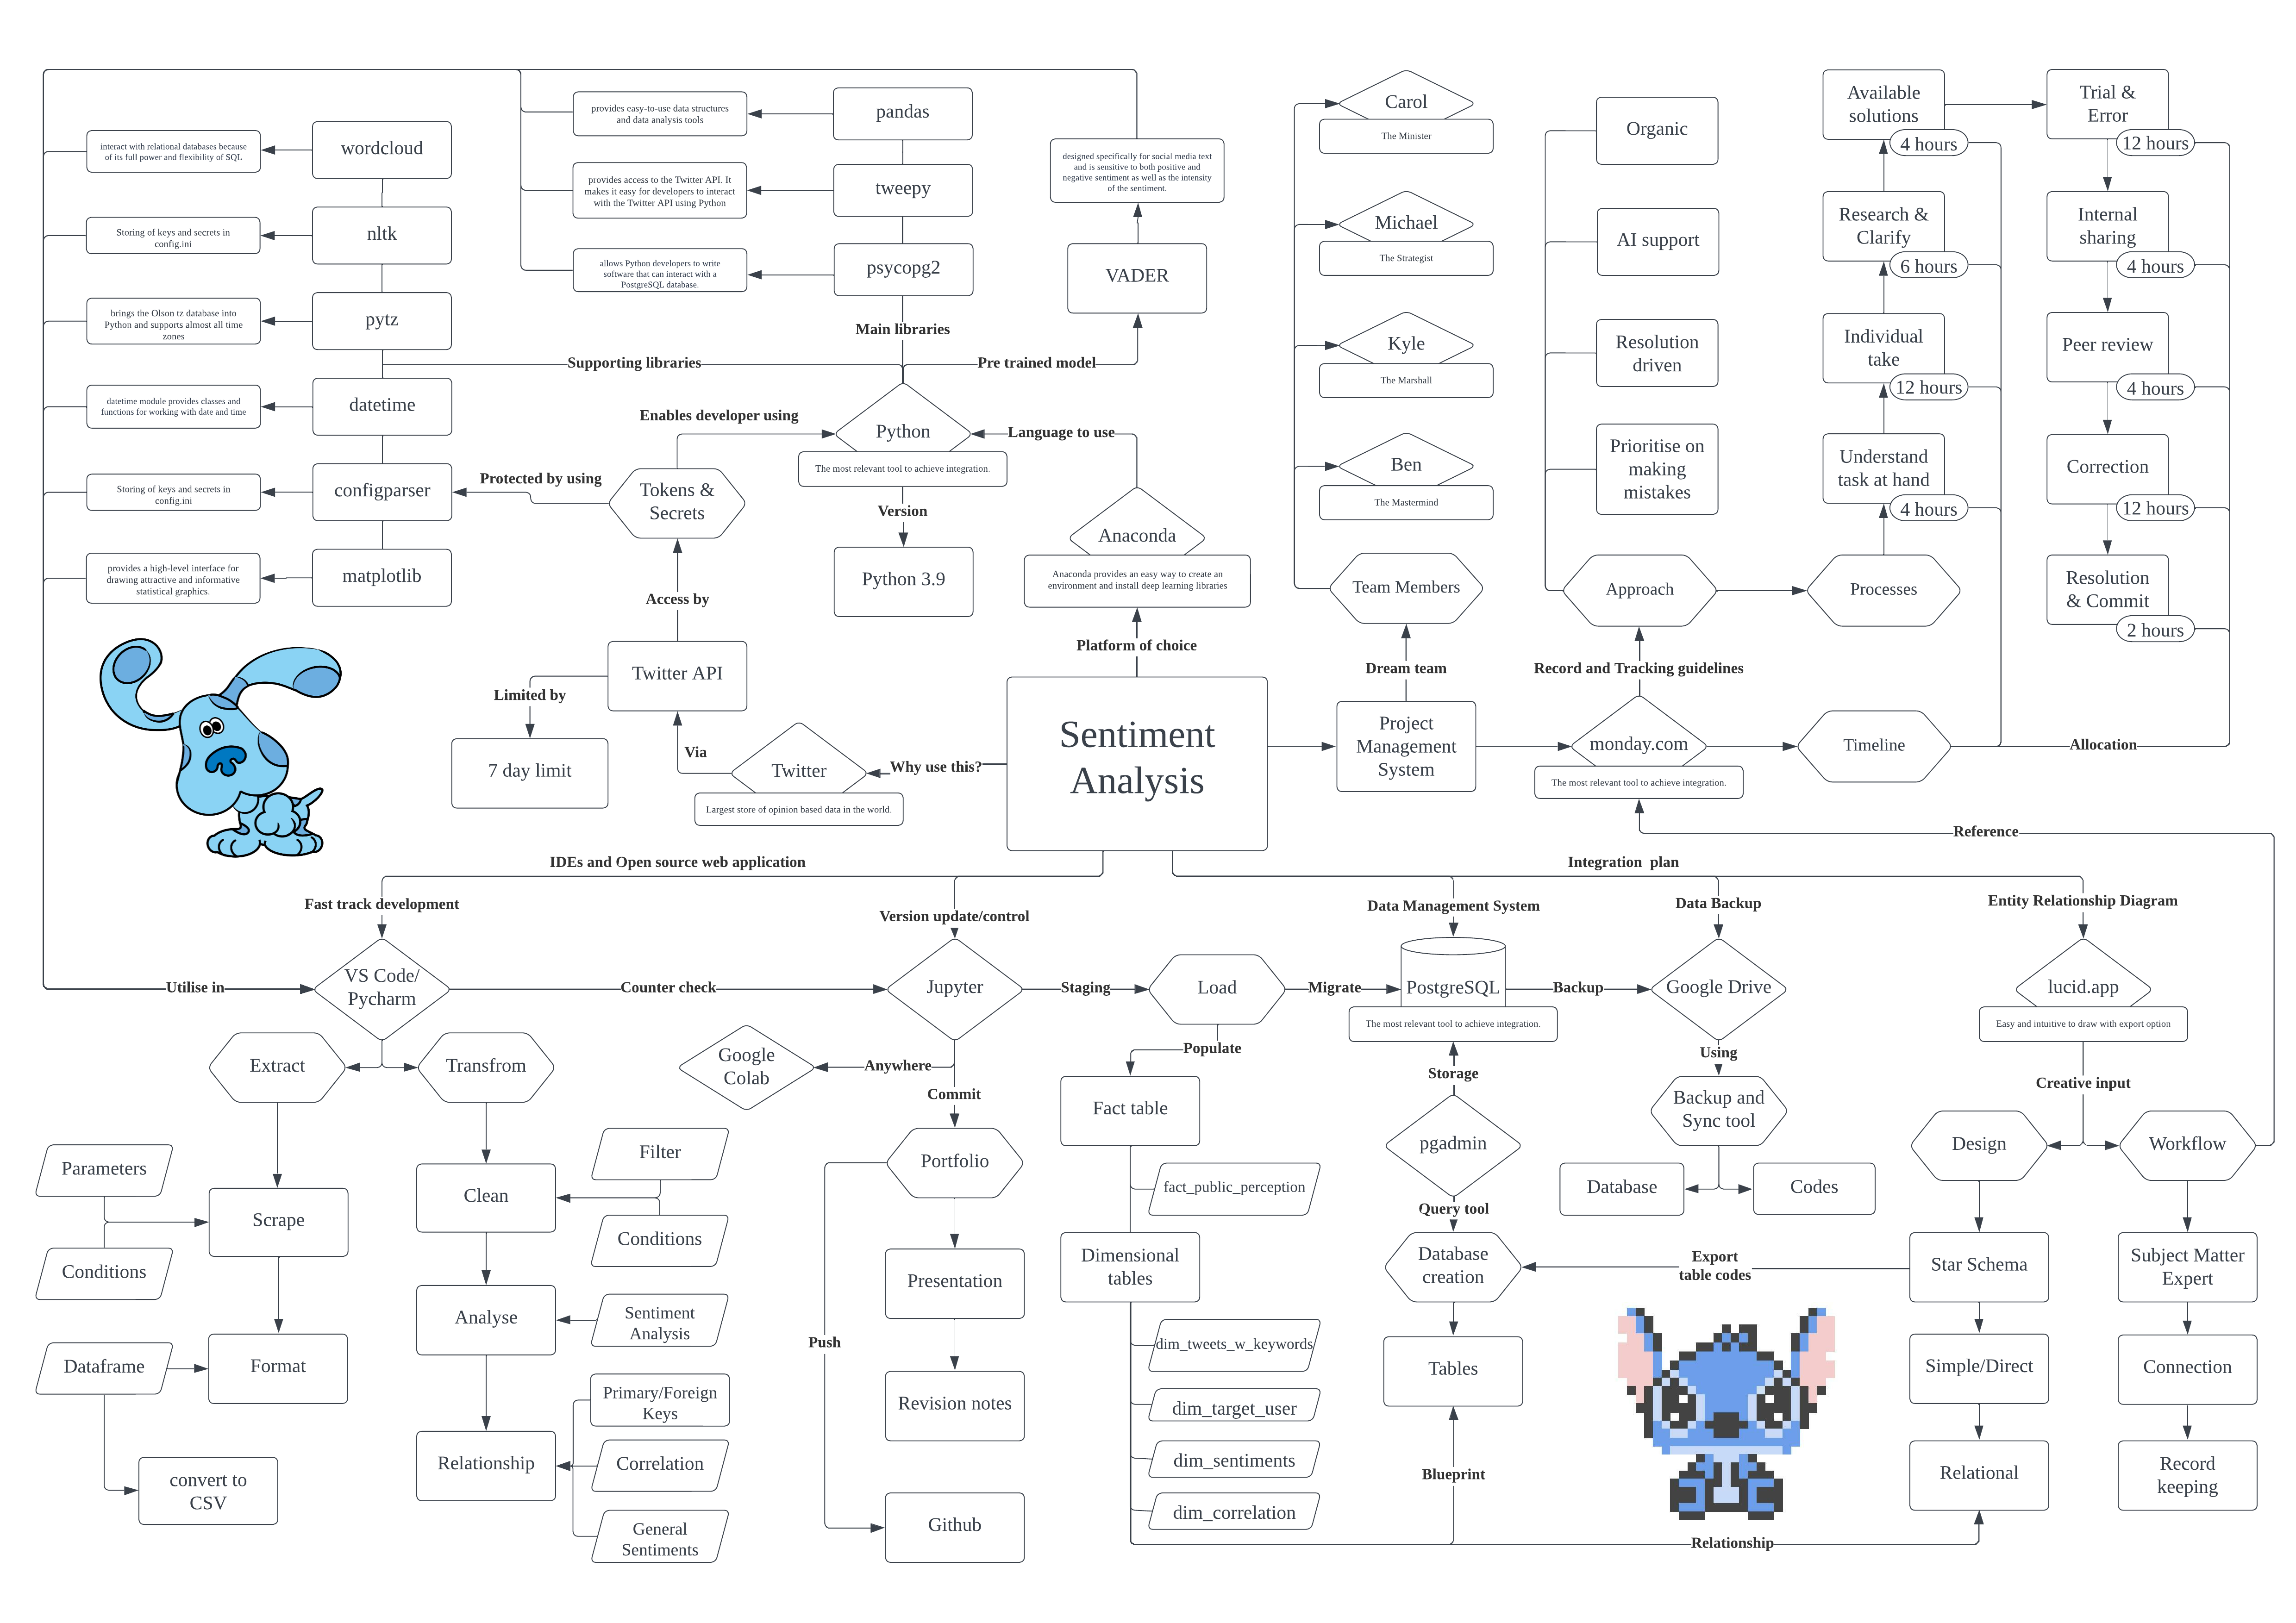 pandas
provides easy-to-use data structures
and data analysis tools
wordcloud
interact with relational databases because
of its full power and flexibility of SQL
tweepy
provides access to the Twitter API. It
makes it easy for developers to interact
with the Twitter API using Python
designed specifically for social media text
and is sensitive to both positive and
negative sentiment as well as the intensity
of the sentiment.
nltk
Storing of keys and secrets in
config.ini
psycopg2
allows Python developers to write
software that can interact with a
PostgreSQL database.
VADER
pytz
brings the Olson tz database into
Python and supports almost all time
zones
Main libraries
Supporting libraries
Pre trained model
datetime
datetime module provides classes and
functions for working with date and time
Enables developer using
Python
The most relevant tool to achieve integration.
Language to use
configparser
Storing of keys and secrets in
config.ini
Protected by using
Tokens &
Secrets
Version
Anaconda
Anaconda provides an easy way to create an
environment and install deep learning libraries
matplotlib
provides a high-level interface for
drawing attractive and informative
statistical graphics.
Python 3.9
Access by
Platform of choice
Twitter API
Limited by
7 day limit
Via
Twitter
Largest store of opinion based data in the world.
Why use this?
Sentiment
Analysis
Carol
The Minister
Michael
The Strategist
Kyle
The Marshall
Ben
The Mastermind
Team Members
Dream team
Project
Management
System
Organic
AI support
Resolution
driven
Prioritise on
making
mistakes
Approach
Processes
Record and Tracking guidelines
monday.com
The most relevant tool to achieve integration.
Timeline
Allocation
Reference
Available
solutions
4 hours
Research &
Clarify
6 hours
Individual
take
12 hours
Understand
task at hand
4 hours
Trial &
Error
12 hours
Internal
sharing
4 hours
Peer review
4 hours
Correction
12 hours
Resolution
& Commit
2 hours
IDEs and Open source web application
Integration  plan
Fast track development
Version update/control
Data Management System
Data Backup
Entity Relationship Diagram
Utilise in
VS Code/
Pycharm
Counter check
Jupyter
Staging
Load
Migrate
PostgreSQL
The most relevant tool to achieve integration.
Backup
Google Drive
lucid.app
Easy and intuitive to draw with export option
Extract
Transfrom
Google
Colab
Anywhere
Commit
Populate
Storage
Using
Creative input
Parameters
Conditions
Scrape
Dataframe
Format
convert to
CSV
Filter
Clean
Conditions
Analyse
Sentiment
Analysis
Relationship
Primary/Foreign
Keys
Correlation
General
Sentiments
Portfolio
Presentation
Revision notes
Push
Github
Fact table
fact_public_perception
Dimensional
tables
dim_tweets_w_keywords
dim_target_user
dim_sentiments
dim_correlation
pgadmin
Query tool
Database
creation
Tables
Blueprint
Backup and
Sync tool
Database
Codes
Export
table codes
Design
Workflow
Star Schema
Simple/Direct
Relational
Relationship
Subject Matter
Expert
Connection
Record
keeping